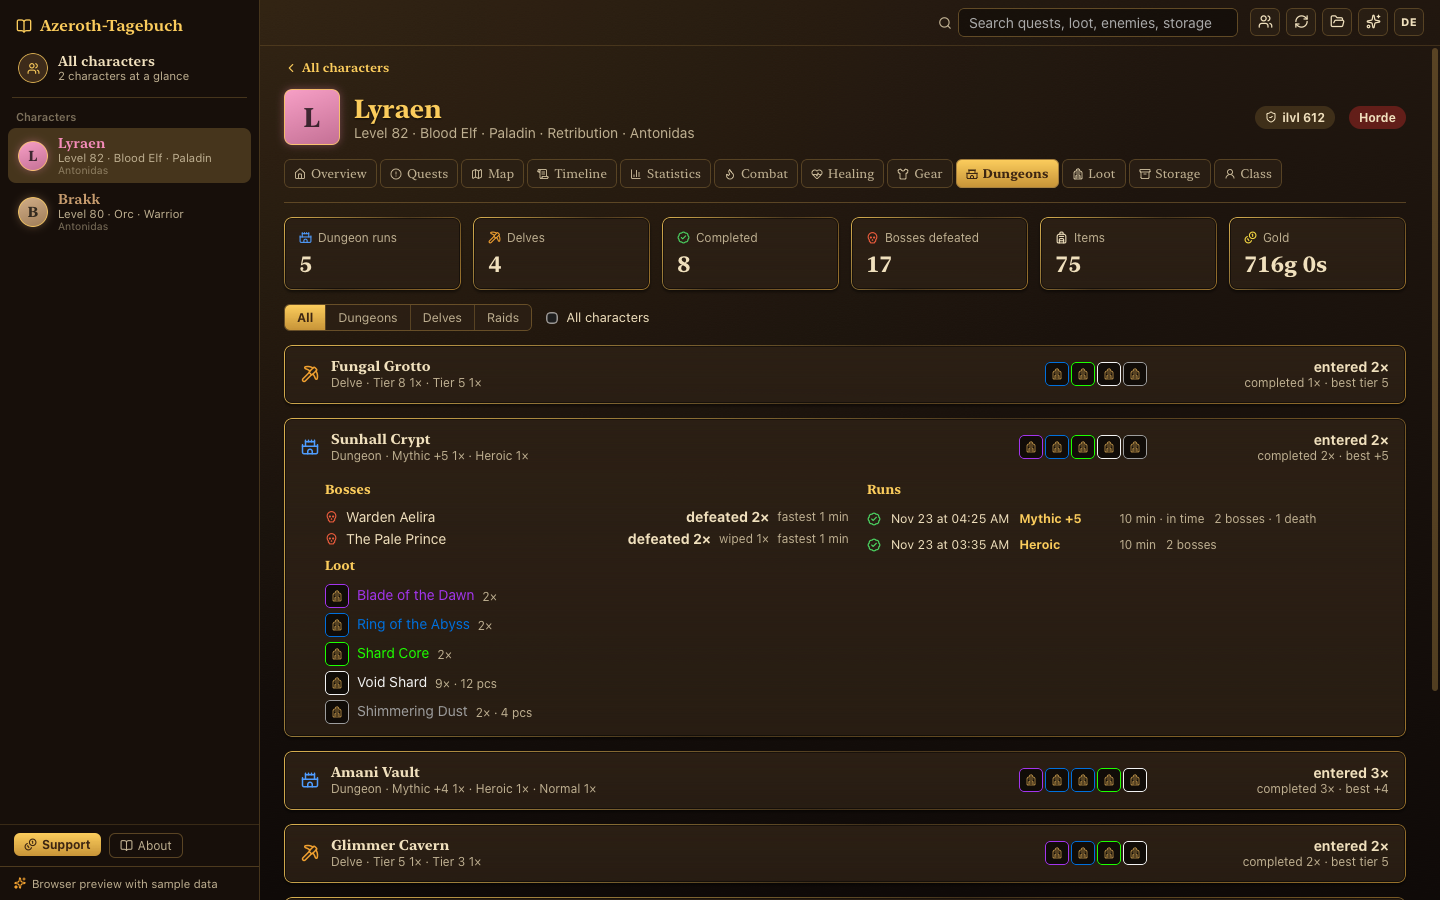 Azeroth-Tagebuch
All characters
2 characters at a glance
Characters
L
Lyraen
Level 82 · Blood Elf · Paladin
Antonidas
B
Brakk
Level 80 · Orc · Warrior
Antonidas
Support
About
Browser preview with sample data
Search quests, loot, enemies, storage
DE
All characters
L
Lyraen
Level 82 · Blood Elf · Paladin · Retribution · Antonidas
ilvl 612
Horde
Overview
Quests
Map
Timeline
Statistics
Combat
Healing
Gear
Dungeons
Loot
Storage
Class
Dungeon runs
5
Delves
4
Completed
8
Bosses defeated
17
Items
75
Gold
716g 0s
All
Dungeons
Delves
Raids
All characters
Fungal Grotto
Delve · Tier 8 1× · Tier 5 1×
entered 2×
completed 1× · best tier 5
Sunhall Crypt
Dungeon · Mythic +5 1× · Heroic 1×
entered 2×
completed 2× · best +5
Bosses
Warden Aelira defeated 2× fastest 1 min
The Pale Prince defeated 2× wiped 1× fastest 1 min
Loot
Blade of the Dawn 2×
Ring of the Abyss 2×
Shard Core 2×
Void Shard 9× · 12 pcs
Shimmering Dust 2× · 4 pcs
Runs
Nov 23 at 04:25 AM Mythic +5 10 min · in time 2 bosses · 1 death
Nov 23 at 03:35 AM Heroic 10 min 2 bosses
Amani Vault
Dungeon · Mythic +4 1× · Heroic 1× · Normal 1×
entered 3×
completed 3× · best +4
Glimmer Cavern
Delve · Tier 5 1× · Tier 3 1×
entered 2×
completed 2× · best tier 5